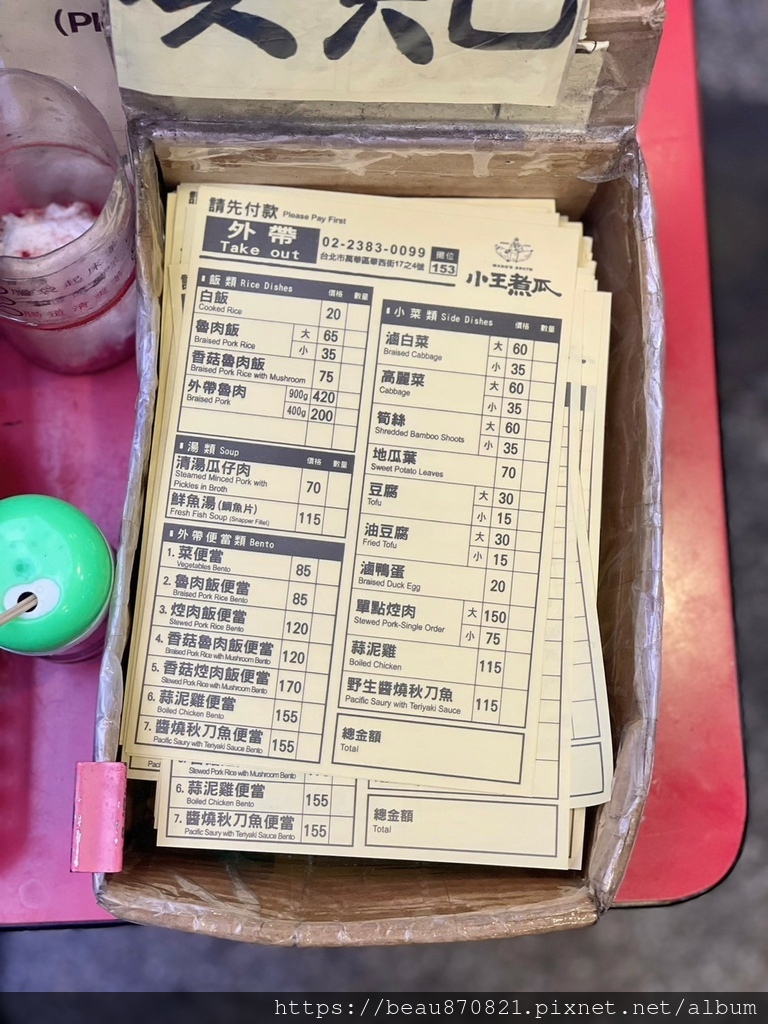 (P
請先付款 Please Pay First
外帶
Take out
02-2383-0099
台北市萬華區華西街17之4號
攤位
153
WANG'S BROTH
小王煮瓜
飯類 Rice Dishes 價格 數量
白飯 20
Cooked Rice
魯肉飯 大 65
Braised Pork Rice 小 35
香菇魯肉飯 75
Braised Pork Rice with Mushroom
外帶魯肉 900g 420
Braised Pork 400g 200
湯類 Soup 價格 數量
清湯瓜仔肉 70
Steamed Minced Pork with
Pickles in Broth
鮮魚湯(鯛魚片) 115
Fresh Fish Soup (Snapper Fillet)
外帶便當類 Bento
1. 菜便當 85
Vegetables Bento
2. 魯肉飯便當 85
Braised Pork Rice Bento
3. 焢肉飯便當 120
Stewed Pork Rice Bento
4. 香菇魯肉飯便當 120
Braised Pork Rice with Mushroom Bento
5. 香菇焢肉飯便當 170
Stewed Pork Rice with Mushroom Bento
6. 蒜泥雞便當 155
Boiled Chicken Bento
7. 醬燒秋刀魚便當 155
Pacific Saury with Teriyaki Sauce Bento
小菜類 Side Dishes 價格 數量
滷白菜 大 60
Braised Cabbage 小 35
高麗菜 大 60
Cabbage 小 35
筍絲 大 60
Shredded Bamboo Shoots 小 35
地瓜葉 70
Sweet Potato Leaves
豆腐 大 30
Tofu 小 15
油豆腐 大 30
Fried Tofu 小 15
滷鴨蛋 20
Braised Duck Egg
單點焢肉 大 150
Stewed Pork-Single Order 小 75
蒜泥雞 115
Boiled Chicken
野生醬燒秋刀魚 115
Pacific Saury with Teriyaki Sauce
總金額
Total
Stewed Pork Rice with Mushroom Bento
6. 蒜泥雞便當 155
Boiled Chicken Bento
7. 醬燒秋刀魚便當 155
Pacific Saury with Teriyaki Sauce Bento
總金額
Total
https://beau870821.pixnet.net/album